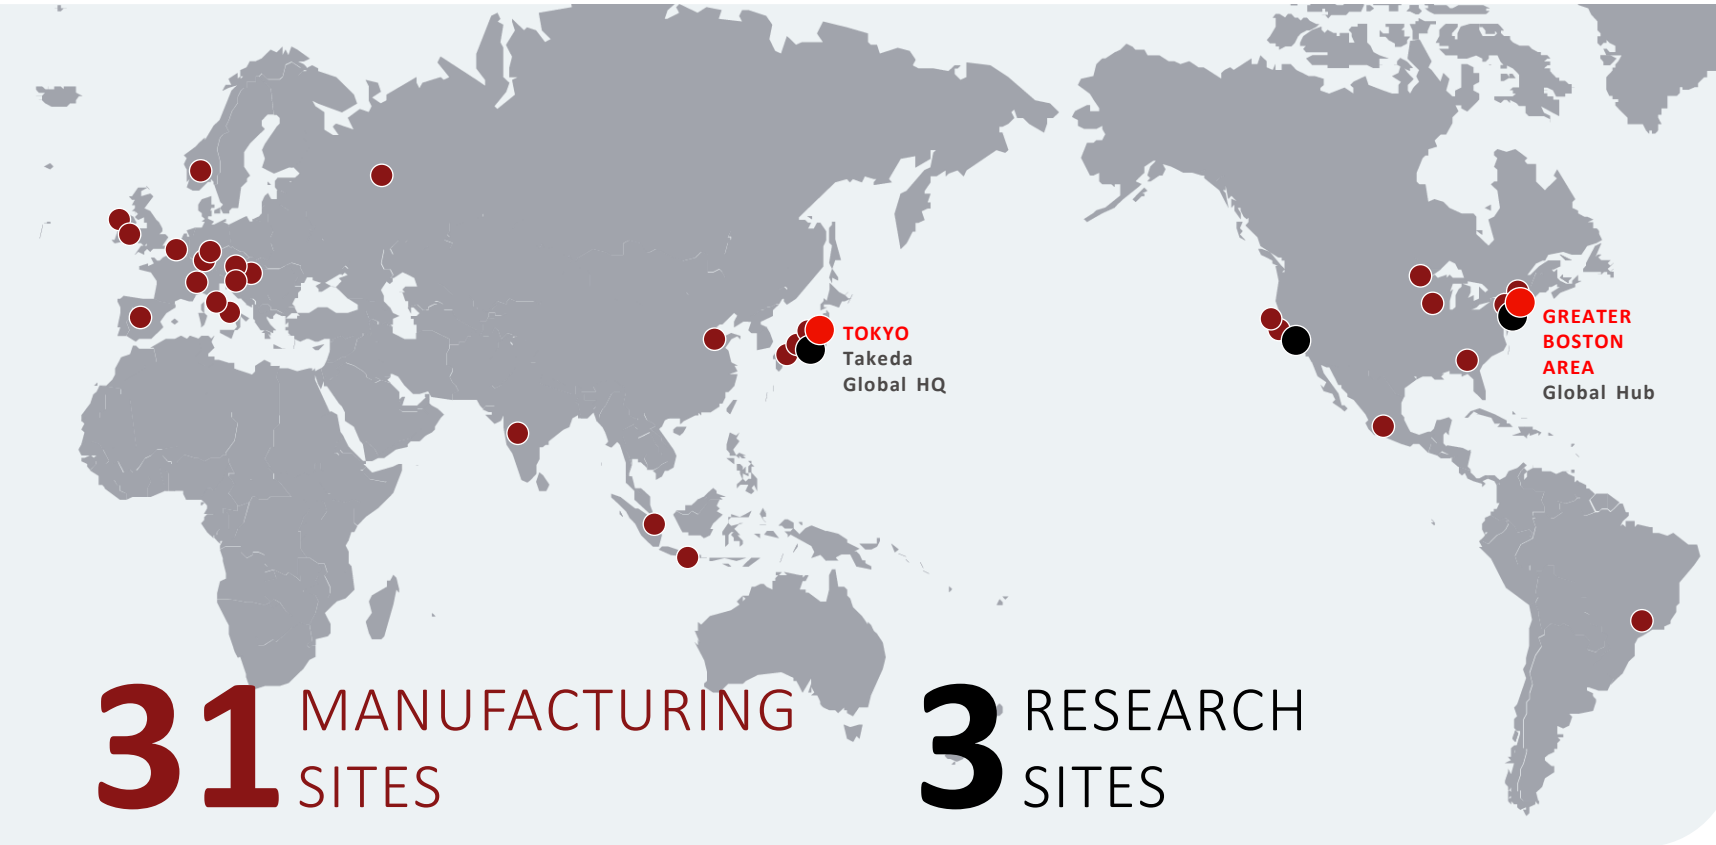 TOKYO
Takeda
Global HQ
GREATER
BOSTON
AREA
Global Hub
31 MANUFACTURING
SITES
3 RESEARCH
SITES